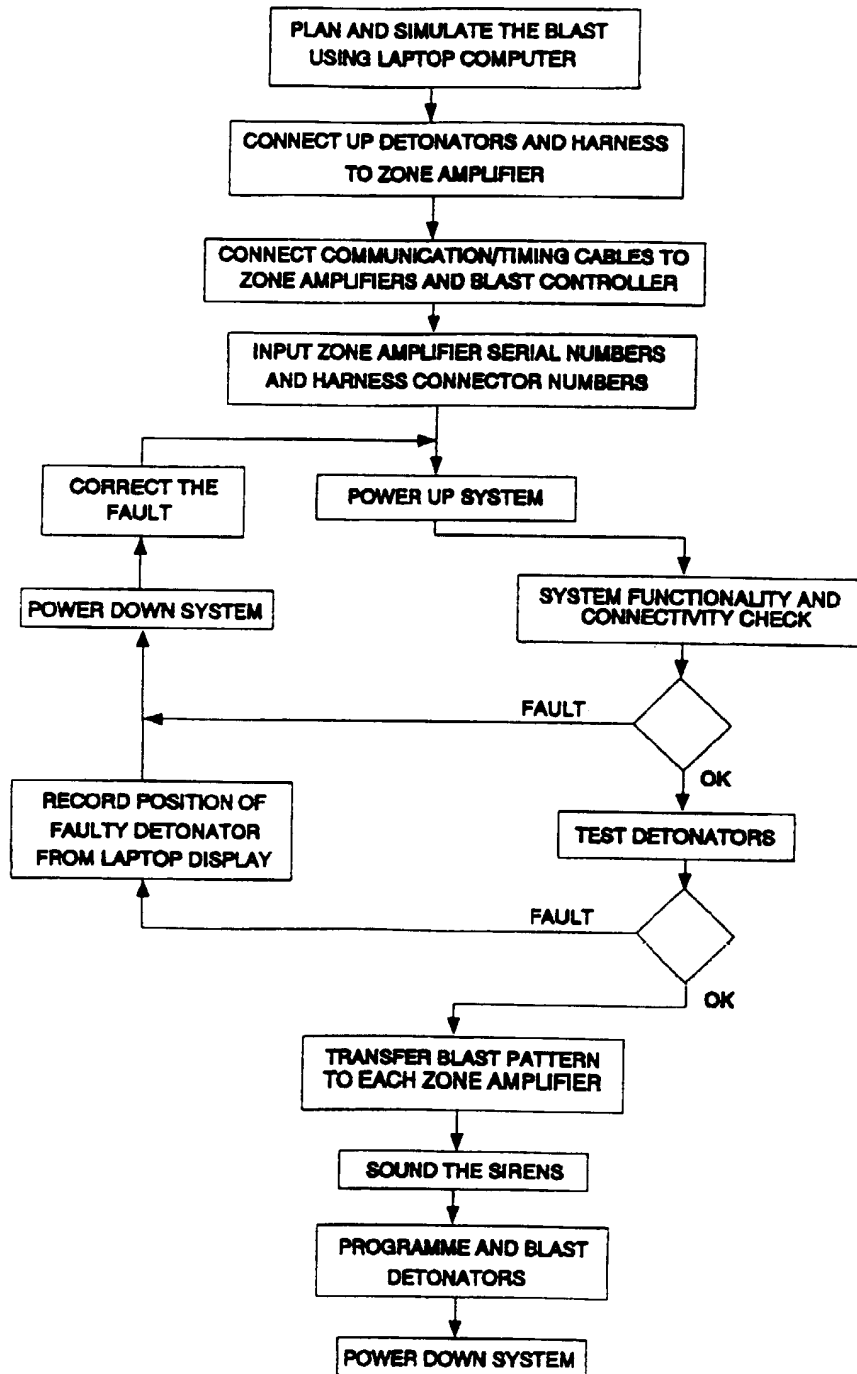 PLAN AND SIMULATE THE BLAST
USING LAPTOP COMPUTER
CONNECT UP DETONATORS AND HARNESS
TO ZONE AMPLIFIER
CONNECT COMMUNICATION/TIMING CABLES TO
ZONE AMPLIFIERS AND BLAST CONTROLLER
INPUT ZONE AMPLIFIER SERIAL NUMBERS
AND HARNESS CONNECTOR NUMBERS
CORRECT THE
FAULT
POWER UP SYSTEM
POWER DOWN SYSTEM
SYSTEM FUNCTIONALITY AND
CONNECTIVITY CHECK
FAULT
OK
RECORD POSITION OF
FAULTY DETONATOR
FROM LAPTOP DISPLAY
TEST DETONATORS
FAULT
OK
TRANSFER BLAST PATTERN
TO EACH ZONE AMPLIFIER
SOUND THE SIRENS
PROGRAMME AND BLAST
DETONATORS
POWER DOWN SYSTEM